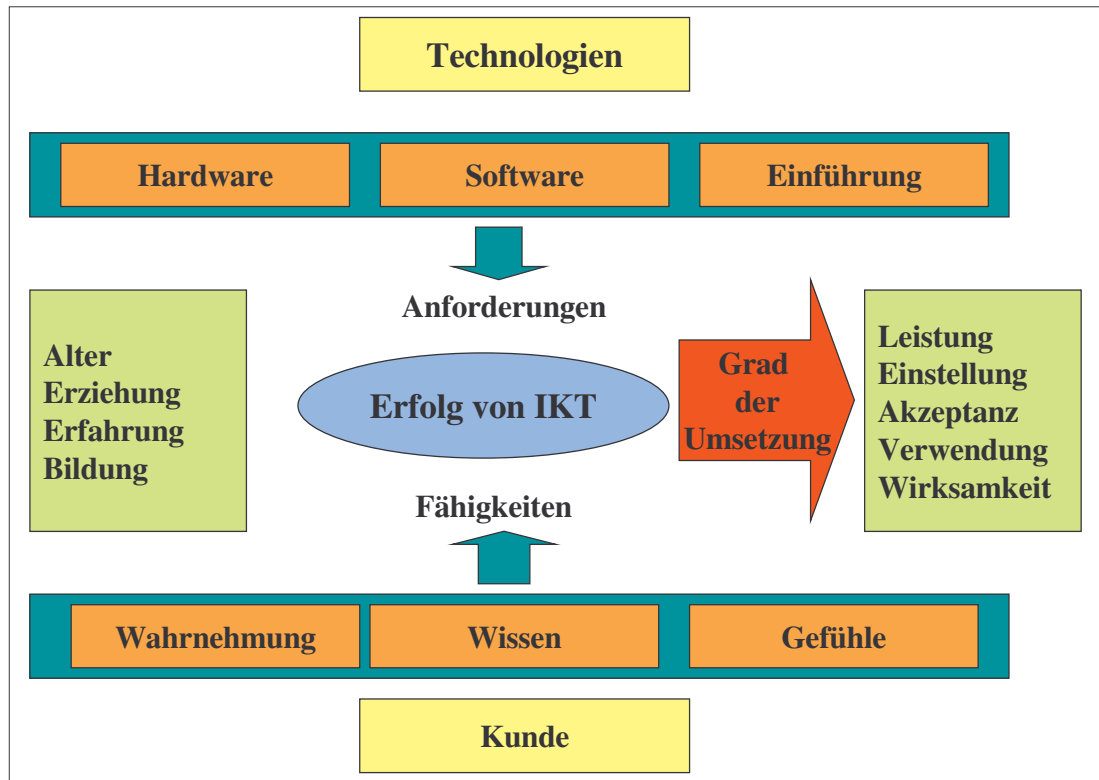 Technologien
Hardware
Software
Einführung
Anforderungen
Alter
Erziehung
Erfahrung
Bildung
Erfolg von IKT
Grad
der
Umsetzung
Leistung
Einstellung
Akzeptanz
Verwendung
Wirksamkeit
Fähigkeiten
Wahrnehmung
Wissen
Gefühle
Kunde